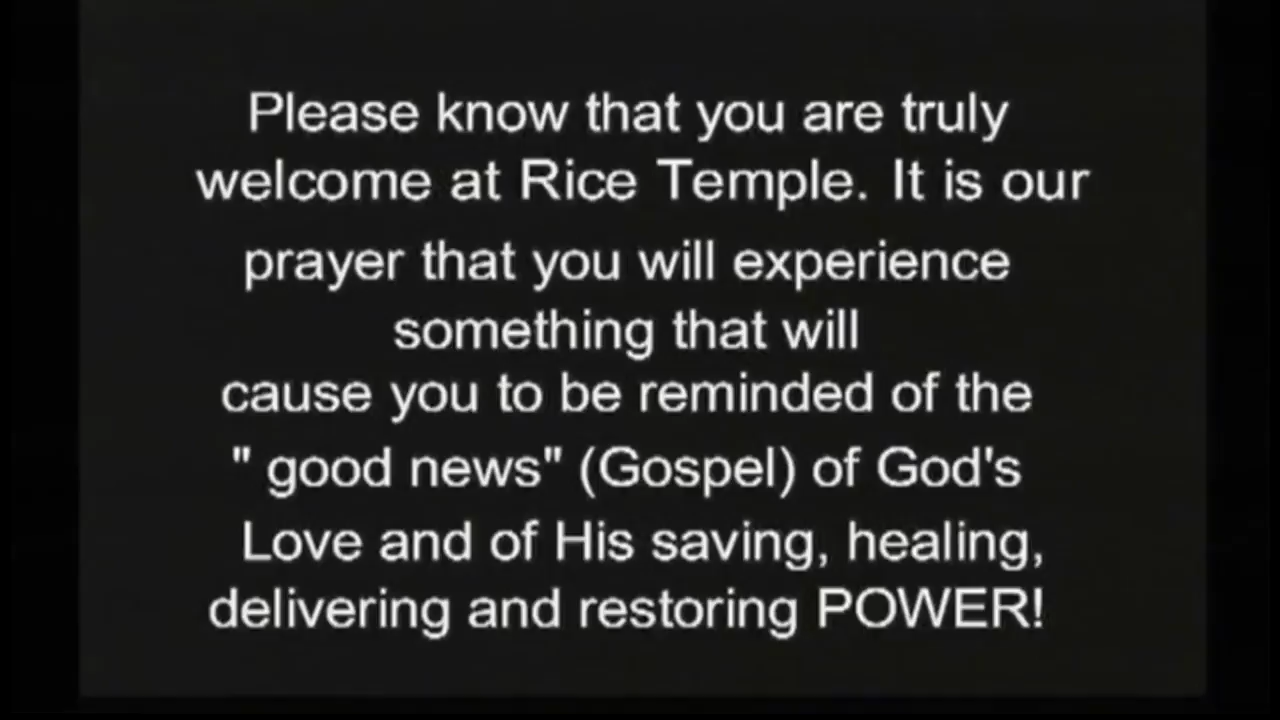 Please know that you are truly
welcome at Rice Temple. It is our
prayer that you will experience
something that will
cause you to be reminded of the
" good news" (Gospel) of God's
Love and of His saving, healing,
delivering and restoring POWER!